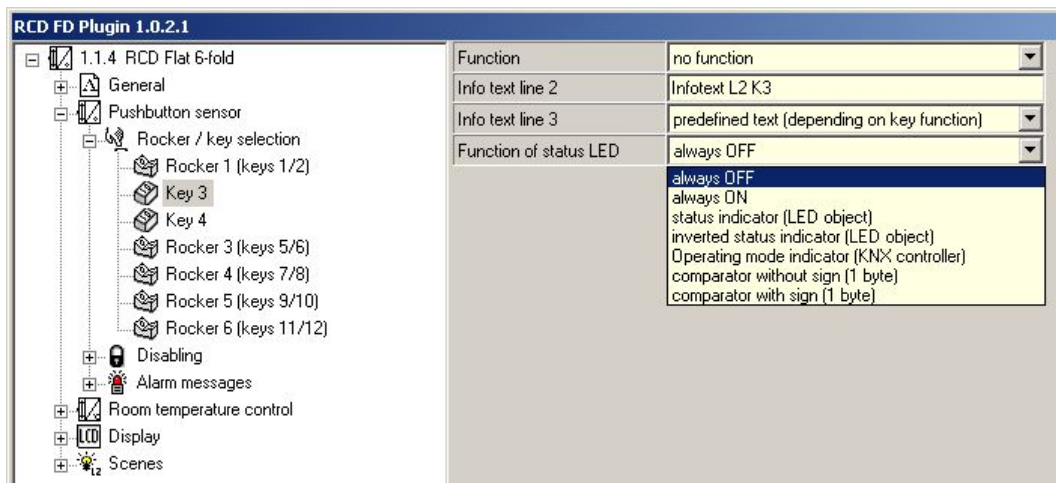 RCD FD Plugin 1.0.2.1
1.1.4 RCD Flat 6-fold
General
Pushbutton sensor
Rocker / key selection
Rocker 1 (keys 1/2)
Key 3
Key 4
Rocker 3 (keys 5/6)
Rocker 4 (keys 7/8)
Rocker 5 (keys 9/10)
Rocker 6 (keys 11/12)
Disabling
Alarm messages
Room temperature control
LCD Display
Scenes
Function no function
Info text line 2 Infotext L2 K3
Info text line 3 predefined text (depending on key function)
Function of status LED always OFF
always OFF
always ON
status indicator (LED object)
inverted status indicator (LED object)
Operating mode indicator (KNX controller)
comparator without sign (1 byte)
comparator with sign (1 byte)